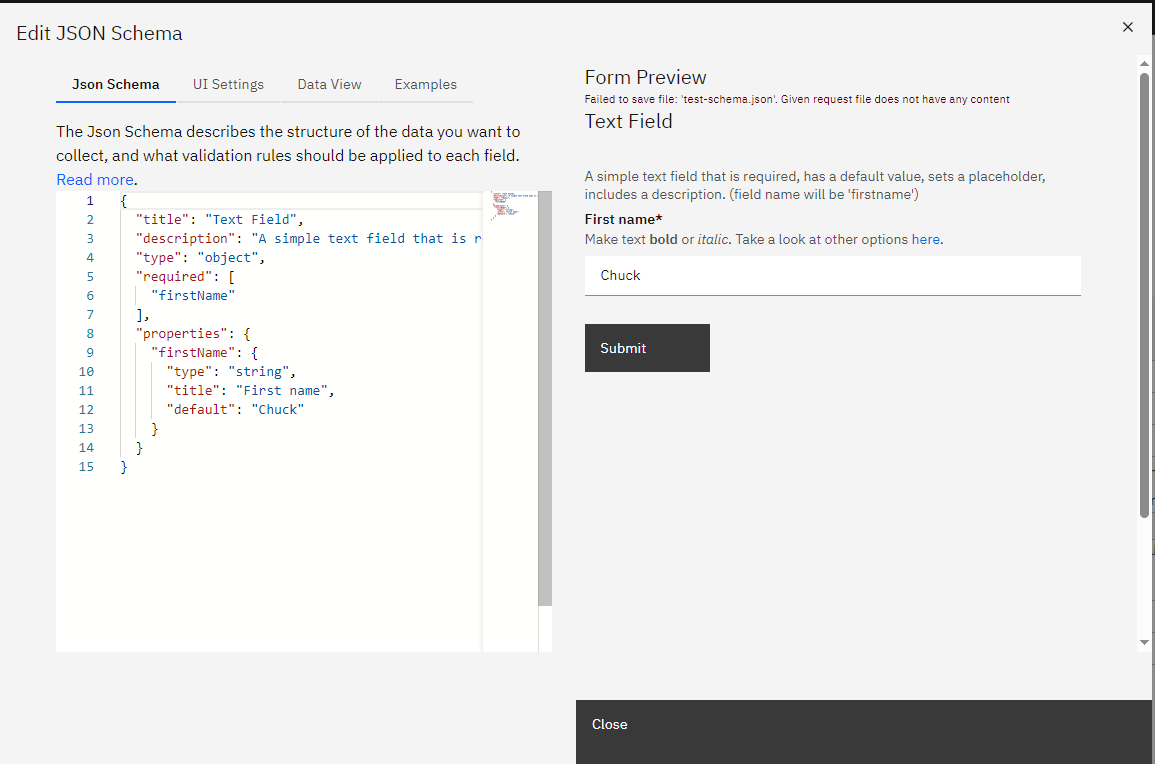 Edit JSON Schema
Json Schema
UI Settings
Data View
Examples
The Json Schema describes the structure of the data you want to
collect, and what validation rules should be applied to each field.
Read more.
1 {
2 "title": "Text Field",
3 "description": "A simple text field that is r
4 "type": "object",
5 "required": [
6 "firstName"
7 ],
8 "properties": {
9 "firstName": {
10 "type": "string",
11 "title": "First name",
12 "default": "Chuck"
13 }
14 }
15 }
Form Preview
Failed to save file: 'test-schema.json'. Given request file does not have any content
Text Field
A simple text field that is required, has a default value, sets a placeholder,
includes a description. (field name will be 'firstname')
First name*
Make text bold or italic. Take a look at other options here.
Chuck
Submit
Close